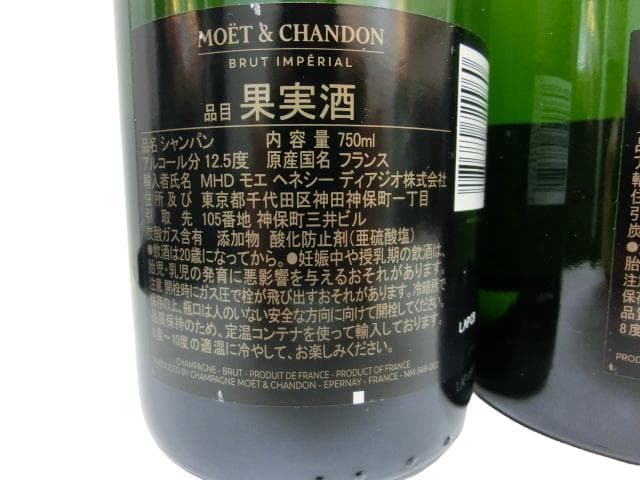 MOËT & CHANDON
BRUT IMPÉRIAL
品目 果実酒
品名 シャンパン 内容量 750ml
アルコール分 12.5度 原産国名 フランス
輸入者氏名 MHD モエ ヘネシー ディアジオ株式会社
住所及び 東京都千代田区神田神保町一丁目
引取先 105番地 神保町三井ビル
炭酸ガス含有 添加物 酸化防止剤(亜硫酸塩)
●飲酒は20歳になってから。●妊娠中や授乳期の飲酒は、
胎児・乳児の発育に悪影響を与えるおそれがあります。
注意 開栓時にガス圧で栓が飛び出すおそれがあります。冷維所で
保存の上、瓶口は人のいない安全な方向に向けて開栓してください。
品質保持のため、定温コンテナを使って輸入しております。
8度〜10度の適温に冷やして、お楽しみください。
CHAMPAGNE - BRUT - PRODUIT DE FRANCE - PRODUCT OF FRANCE
PRODUCED BY CHAMPAGNE MOËT & CHANDON - EPERNAY - FRANCE - NM-549-002